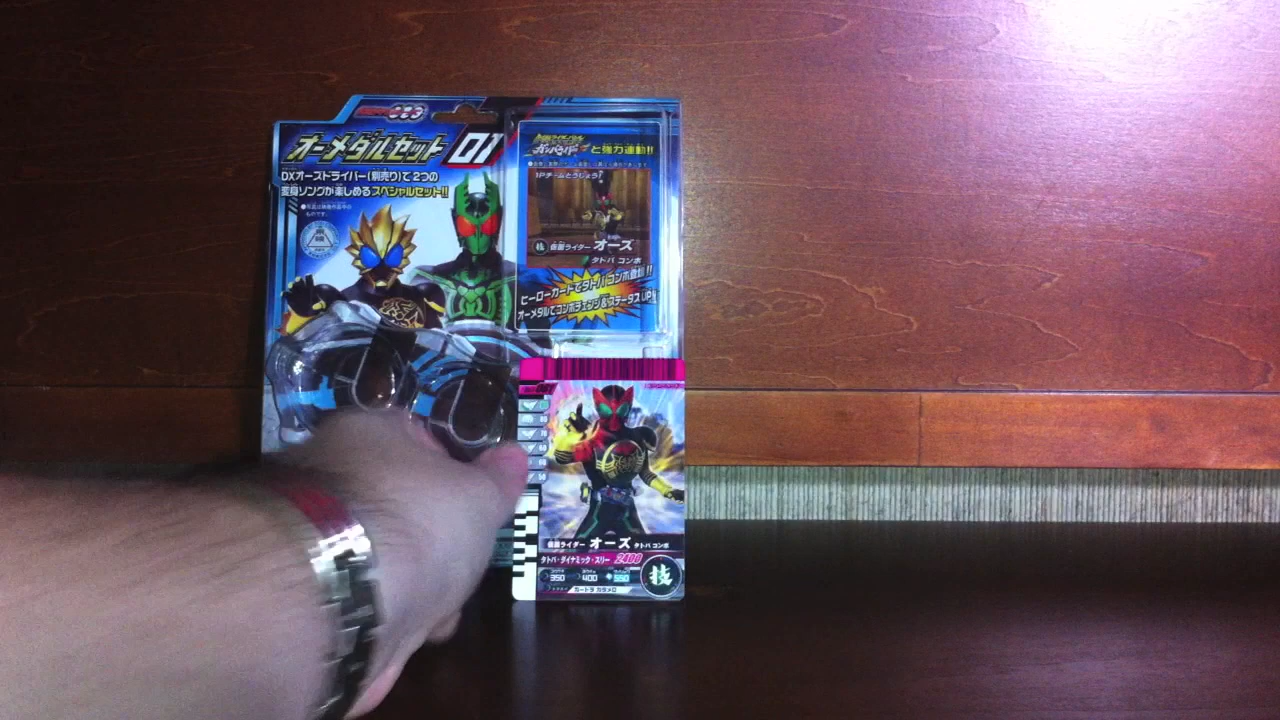 オーメダルセット 01
DXオーズドライバー(別売り)で2つの
変身ソングが楽しめるスペシャルセット!!
ガンバライド
と強力連動!!
1Pチームとうじょう!
技 仮面ライダー オーズ
タトバ コンボ
ヒーローカードでタトバ コンボ登場!!
オーメダルでコンボチェンジ&ステータスUP!!
仮面ライダー オーズ タトバ コンボ
タトバ・ダイナミック・スリー 2400
350 400 550
技